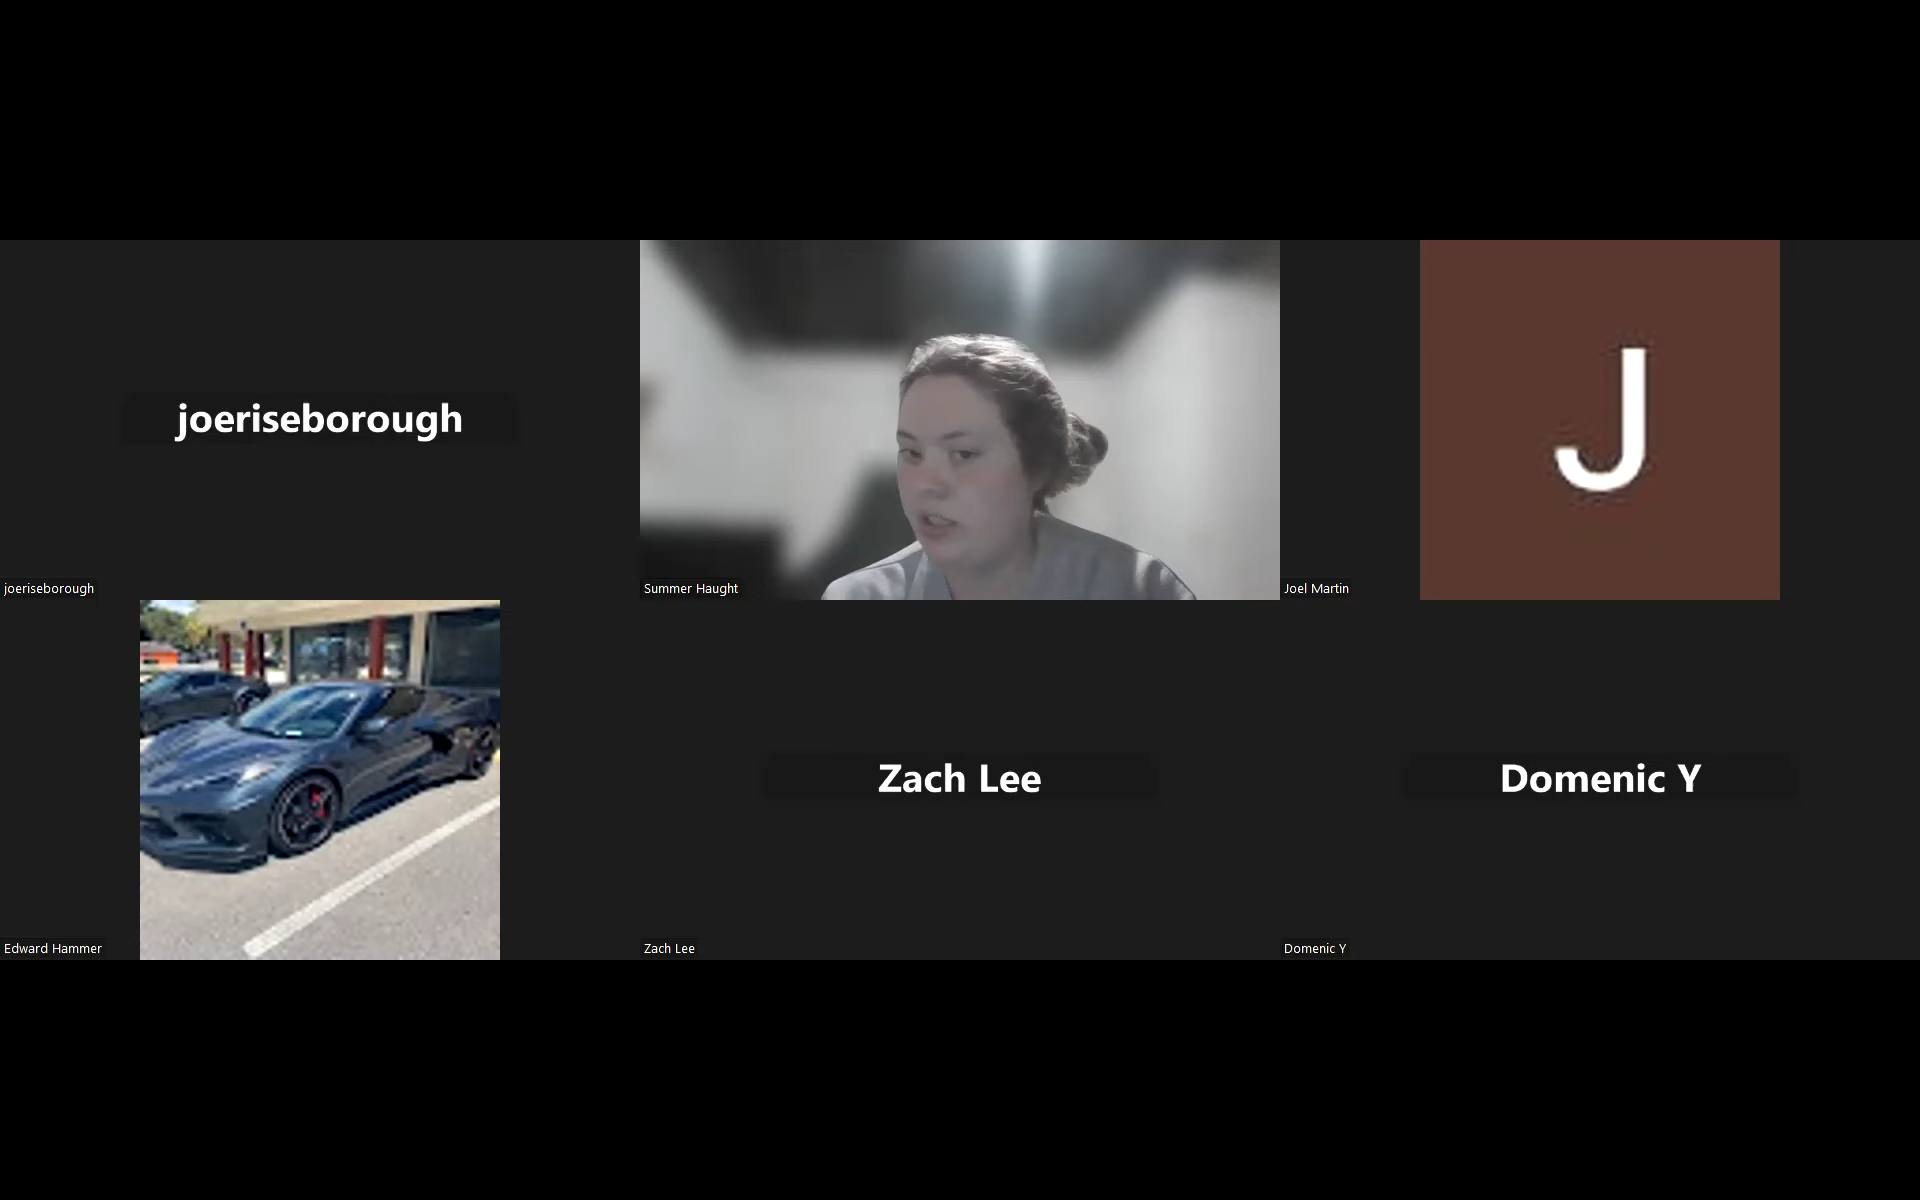 joeriseborough
joeriseborough
Summer Haught
J
Joel Martin
Edward Hammer
Zach Lee
Zach Lee
Domenic Y
Domenic Y